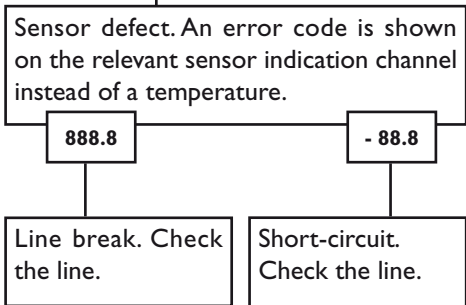 Sensor defect. An error code is shown
on the relevant sensor indication channel
instead of a temperature.
888.8
- 88.8
Line break. Check
the line.
Short-circuit.
Check the line.